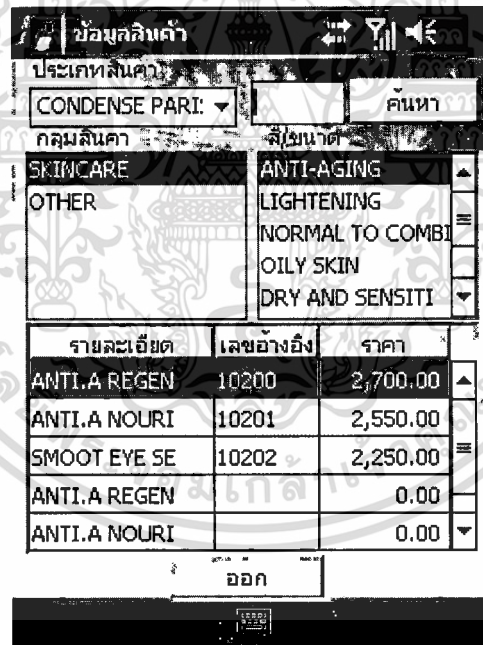 ข้อมูลสินค้า
ประเภทสินค้า
CONDENSE PARI: ค้นหา
กลุ่มสินค้า สี/ขนาด
SKINCARE ANTI-AGING
OTHER LIGHTENING
NORMAL TO COMBI
OILY SKIN
DRY AND SENSITI
รายละเอียด เลขอ้างอิง ราคา
ANTI.A REGEN 10200 2,700.00
ANTI.A NOURI 10201 2,550.00
SMOOT EYE SE 10202 2,250.00
ANTI.A REGEN 0.00
ANTI.A NOURI 0.00
ออก